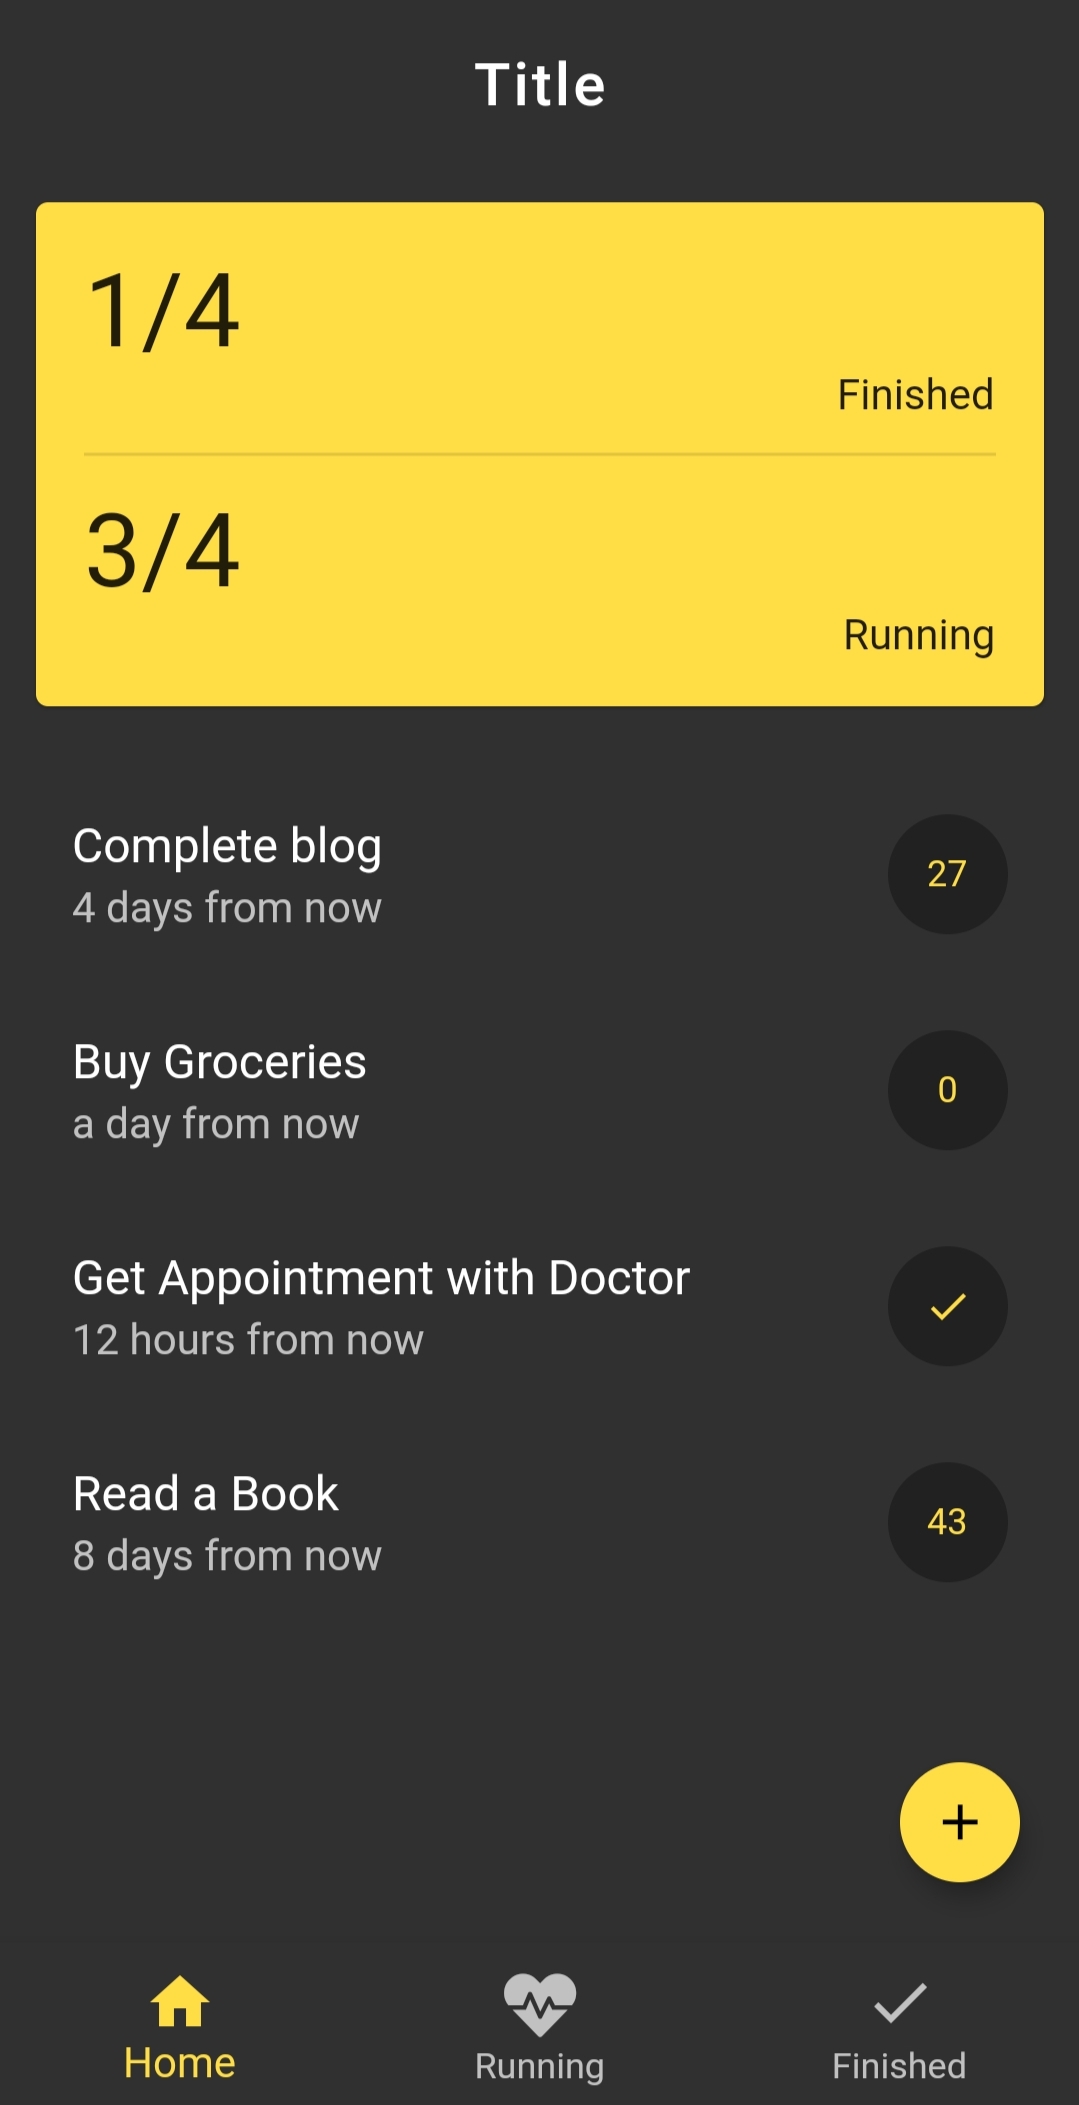 Title
1/4
Finished
3/4
Running
Complete blog
4 days from now
27
Buy Groceries
a day from now
0
Get Appointment with Doctor
12 hours from now
Read a Book
8 days from now
43
Home
Running
Finished